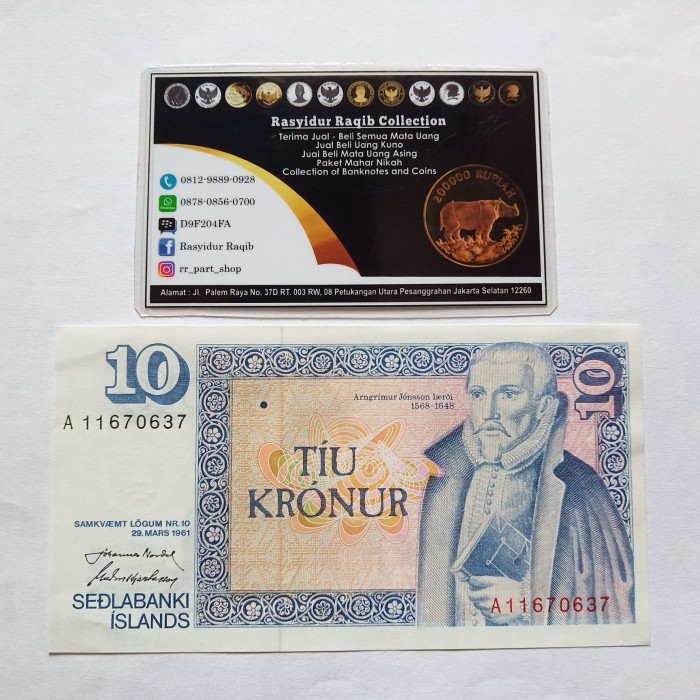 Rasyidur Raqib Collection
Terima Jual - Beli Semua Mata Uang
Jual Beli Uang Kuno
Jual Beli Mata Uang Asing
Paket Mahar Nikah
Collection of Banknotes and Coins
0812-9889-0928
0878-0856-0700
D9F204FA
Rasyidur Raqib
rr_part_shop
200000 RUPIAH
Alamat : Jl. Palem Raya No. 37D RT. 003 RW, 08 Petukangan Utara Pesanggrahan Jakarta Selatan 12260
10
A 11670637
Arngrímur Jónsson lærði
1568-1648
10
TÍU
KRÓNUR
SAMKVÆMT LÖGUM NR. 10
29. MARS 1961
SEÐLABANKI
ÍSLANDS
A 11670637